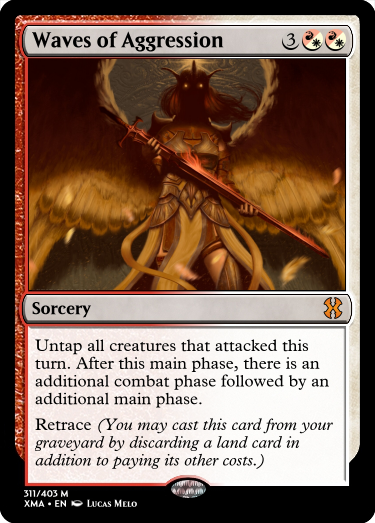 Waves of Aggression 3
Sorcery
Untap all creatures that attacked this
turn. After this main phase, there is an
additional combat phase followed by an
additional main phase.
Retrace (You may cast this card from your
graveyard by discarding a land card in
addition to paying its other costs.)
311/403 M
XMA • EN Lucas Melo